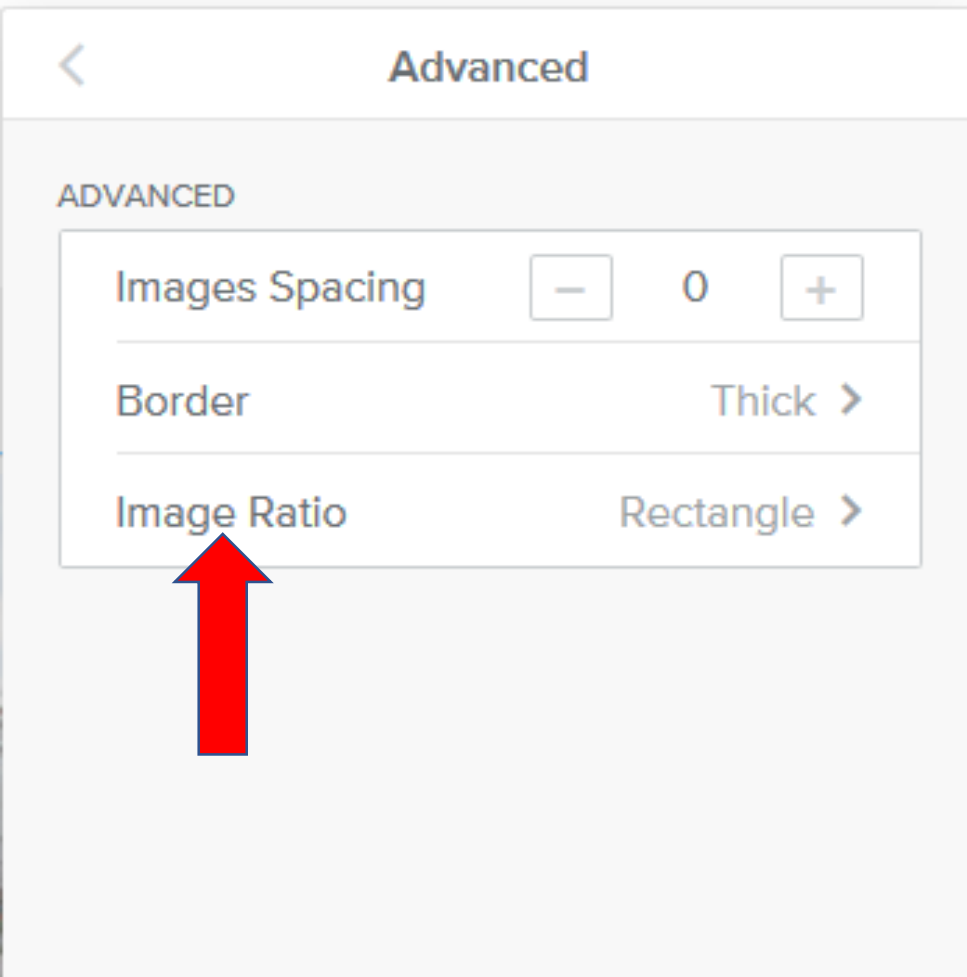 Advanced
ADVANCED
Images Spacing − 0 +
Border Thick >
Image Ratio Rectangle >